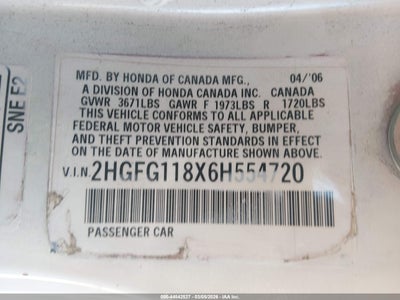 MFD. BY HONDA OF CANADA MFG., 04/'06
A DIVISION OF HONDA CANADA INC. CANADA
GVWR 3671LBS GAWR F 1973LBS R 1720LBS
THIS VEHICLE CONFORMS TO ALL APPLICABLE
FEDERAL MOTOR VEHICLE SAFETY, BUMPER,
AND THEFT PREVENTION STANDARDS IN EFFECT
ON THE DATE OF MANUFACTURE SHOWN ABOVE.
V.I.N 2HGFG118X6H554720
PASSENGER CAR
SNE F2